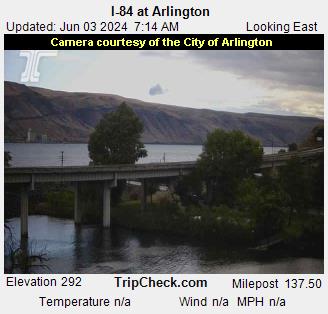 I-84 at Arlington
Updated: Jun 03 2024 7:14 AM Looking East
Camera courtesy of the City of Arlington
Elevation 292 TripCheck.com Milepost 137.50
Temperature n/a Wind n/a MPH n/a